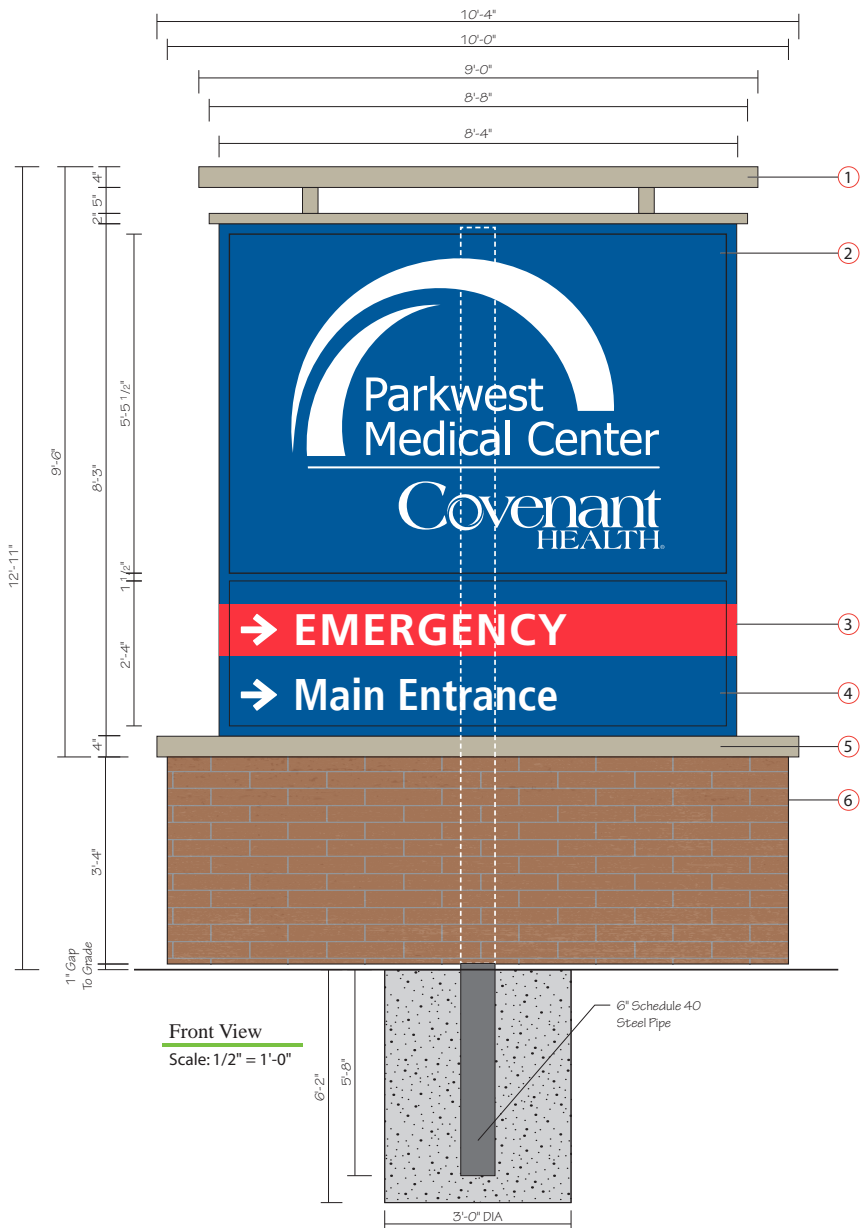 10'-4"
10'-0"
9'-0"
8'-8"
8'-4"
12'-11"
9'-6"
4"
5"
2"
8'-3"
4"
3'-4"
1" Gap
To Grade
5'-5 1/2"
1 1/2"
2'-4"
1
2
3
4
5
6
Parkwest
Medical Center
Covenant
HEALTH®
→ EMERGENCY
→ Main Entrance
Front View
Scale: 1/2" = 1'-0"
6'-2"
5'-8"
6" Schedule 40
Steel Pipe
3'-0" DIA